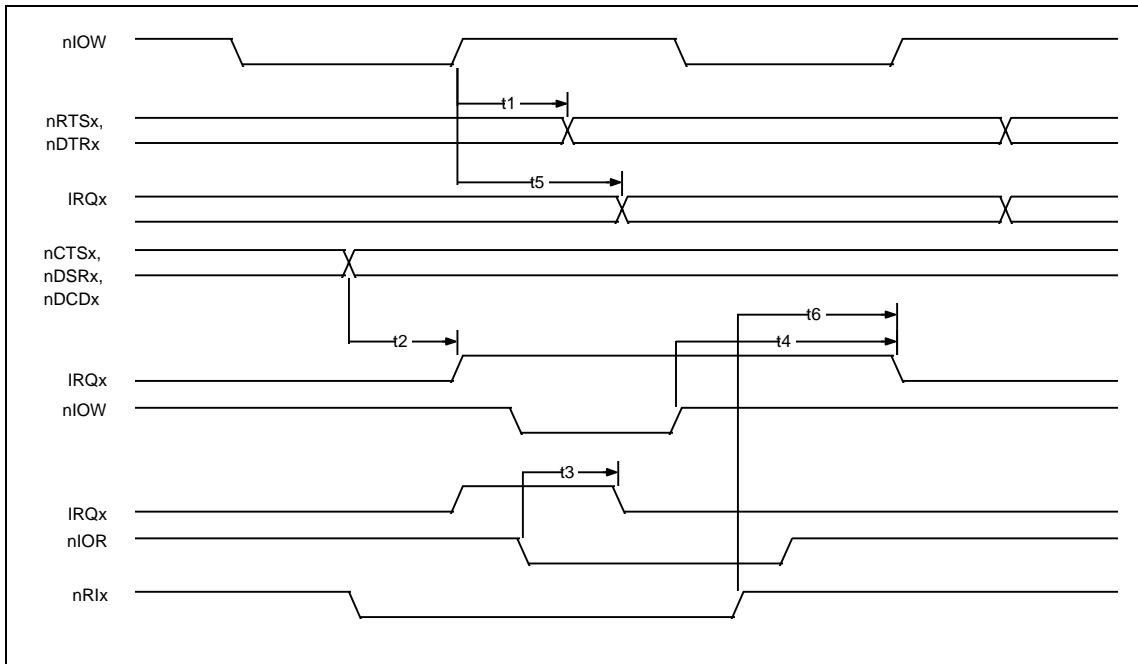 nIOW
t1
nRTSx,
nDTRx
t5
IRQx
nCTSx,
nDSRx,
nDCDx
t6
t2
t4
IRQx
nIOW
t3
IRQx
nIOR
nRIx